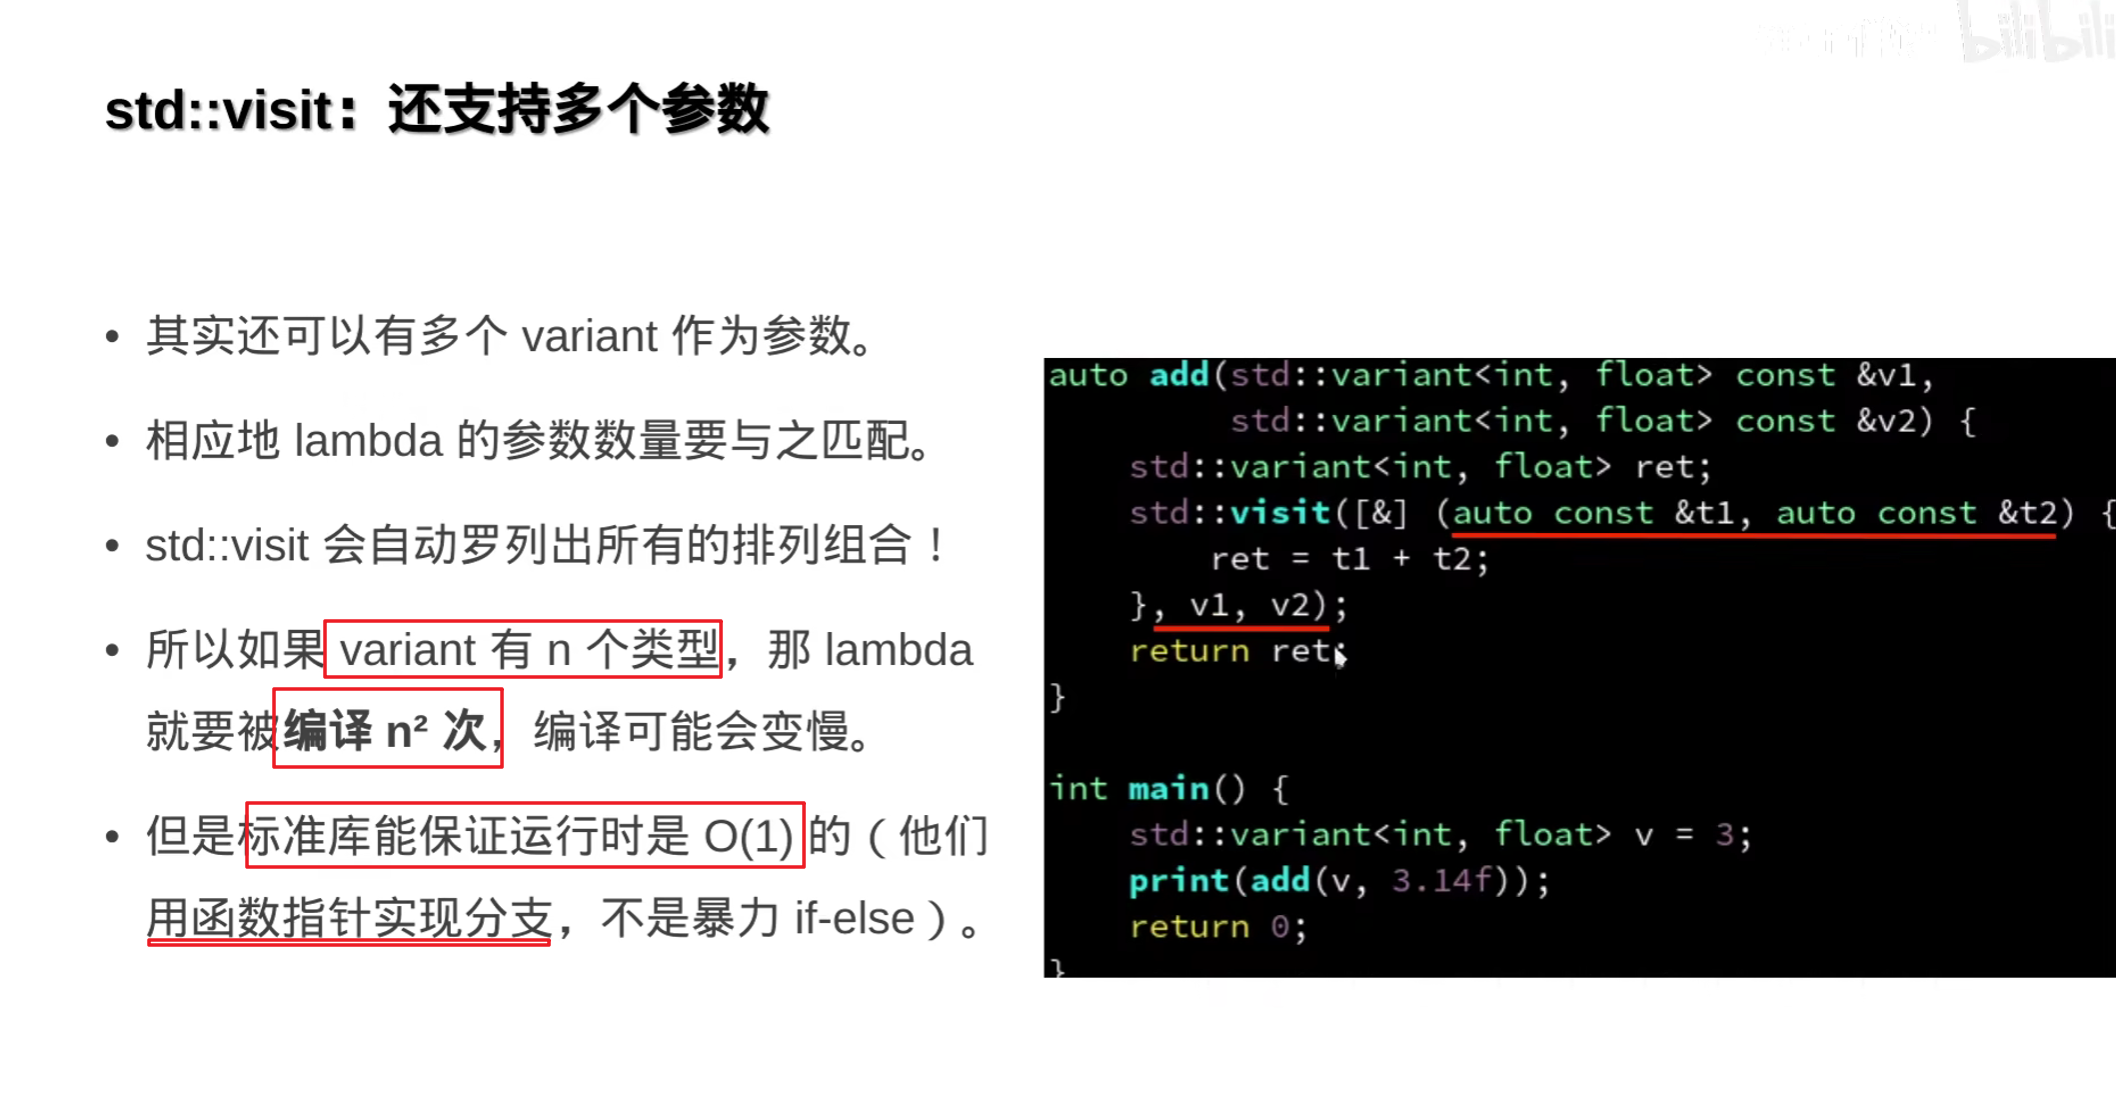 bilibili
std::visit：还支持多个参数
• 其实还可以有多个 variant 作为参数。
• 相应地 lambda 的参数数量要与之匹配。
• std::visit 会自动罗列出所有的排列组合！
• 所以如果 variant 有 n 个类型，那 lambda
就要被编译 n² 次，编译可能会变慢。
• 但是标准库能保证运行时是 O(1) 的（他们
用函数指针实现分支，不是暴力 if-else）。
auto add(std::variant<int, float> const &v1,
std::variant<int, float> const &v2) {
std::variant<int, float> ret;
std::visit([&] (auto const &t1, auto const &t2) {
ret = t1 + t2;
}, v1, v2);
return ret;
}
int main() {
std::variant<int, float> v = 3;
print(add(v, 3.14f));
return 0;
}